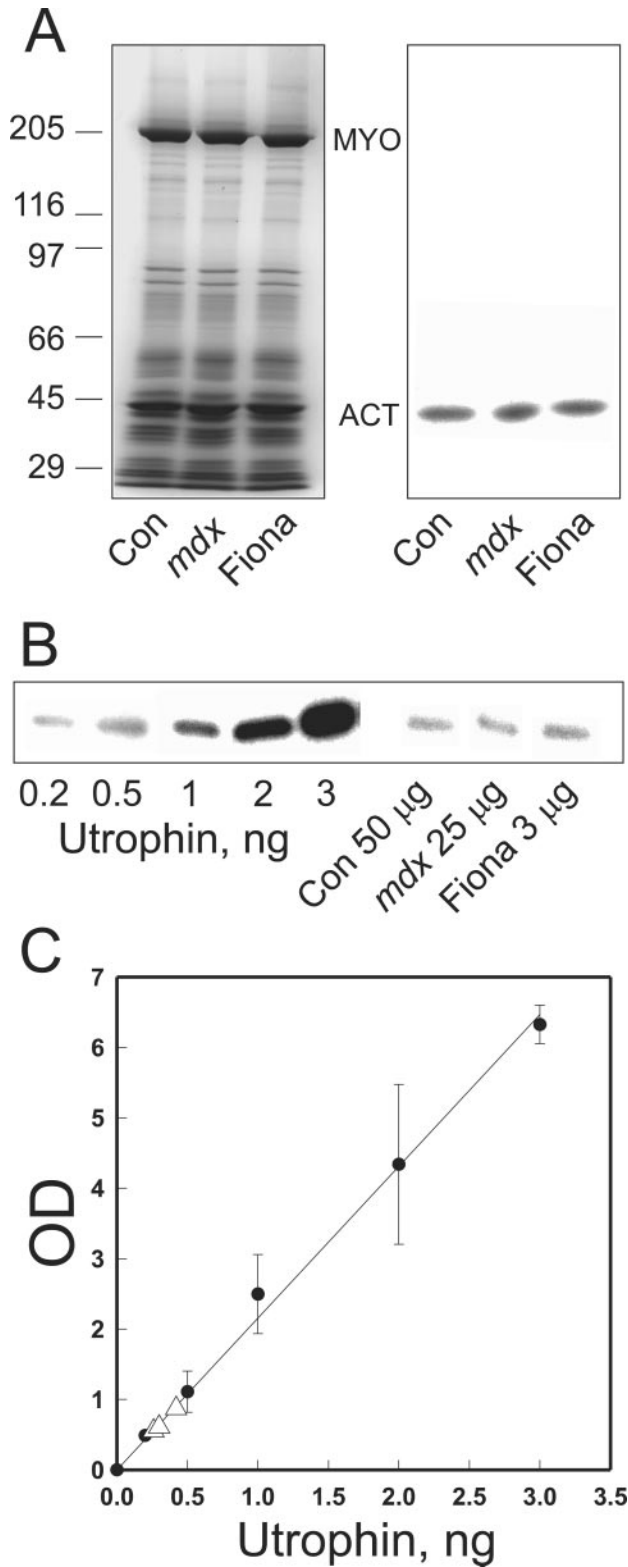 A
205
116
97
66
45
29
MYO
ACT
Con
mdx
Fiona
Con
mdx
Fiona
B
0.2 0.5 1 2 3
Utrophin, ng
Con 50 μg
mdx 25 μg
Fiona 3 μg
C
7
6
5
4
3
2
1
0
OD
0.0 0.5 1.0 1.5 2.0 2.5 3.0 3.5
Utrophin, ng